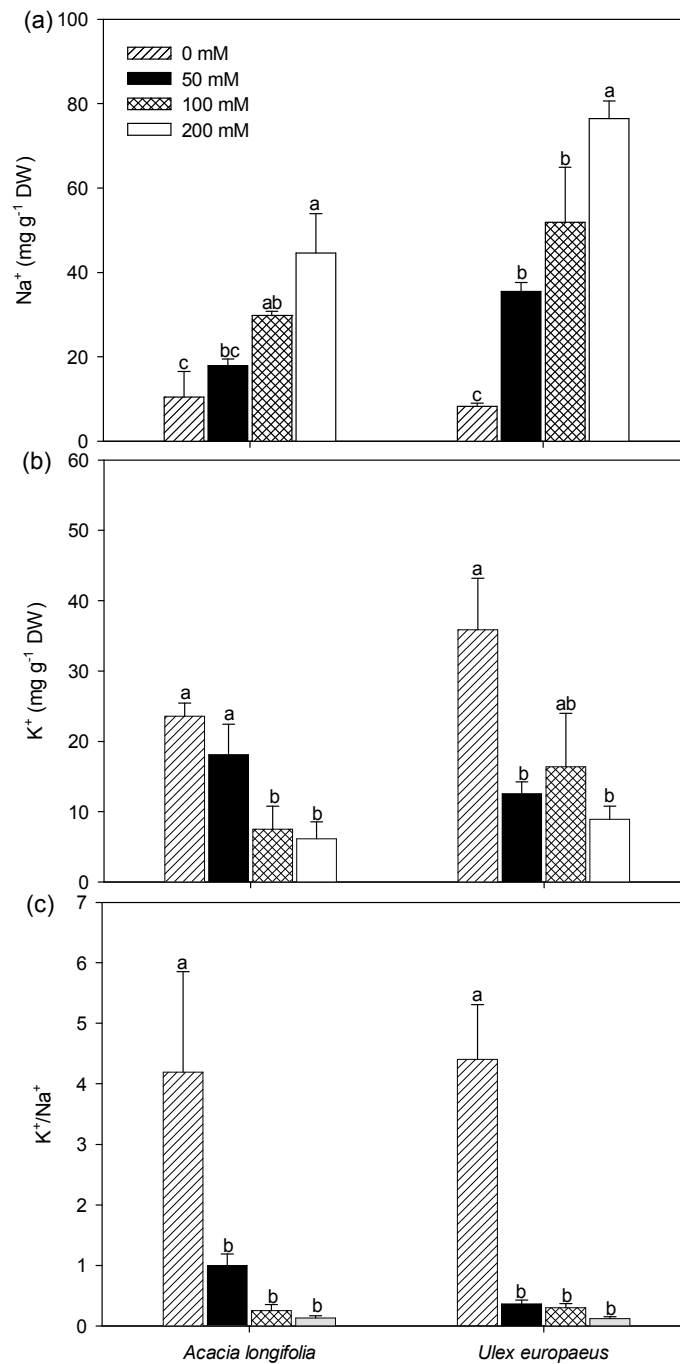 (a)
100
80
60
40
20
0
Na⁺ (mg g⁻¹ DW)
0 mM
50 mM
100 mM
200 mM
c
bc
ab
a
c
b
b
a
(b)
60
50
40
30
20
10
0
K⁺ (mg g⁻¹ DW)
a
a
b
b
a
b
ab
b
(c)
7
6
5
4
3
2
1
0
K⁺/Na⁺
a
b
b
b
a
b
b
b
Acacia longifolia
Ulex europaeus